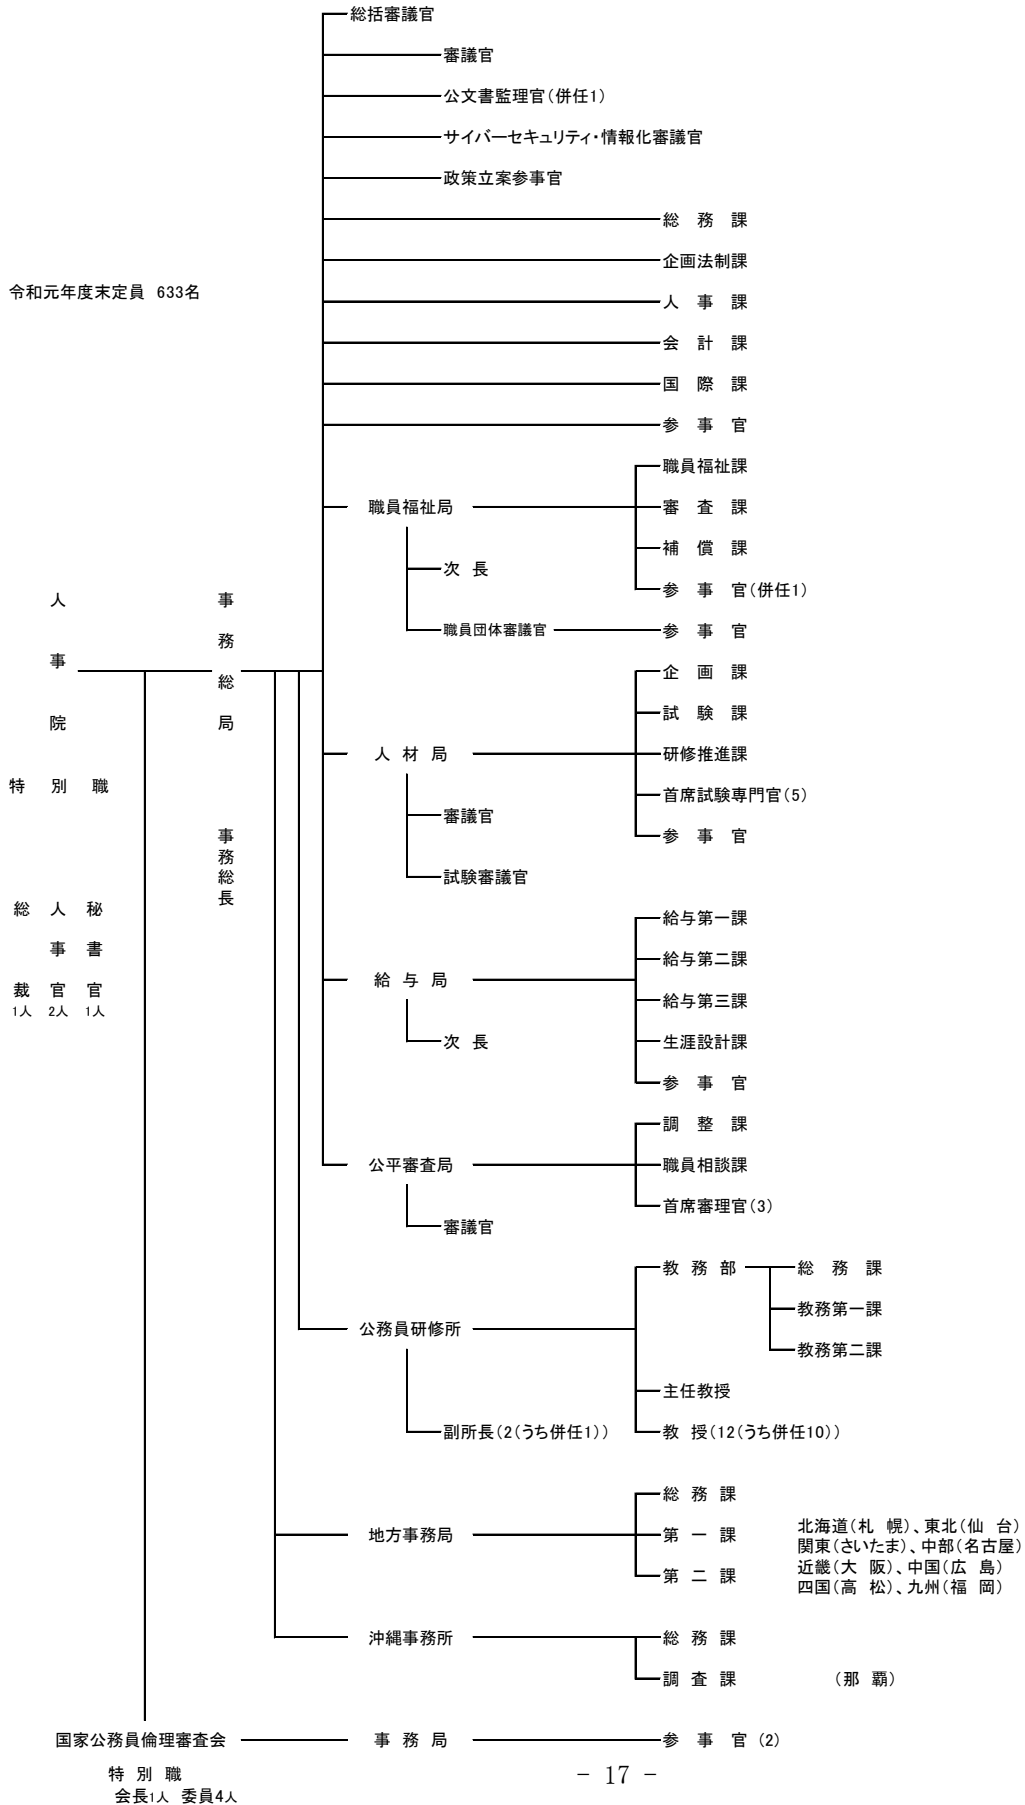 総括審議官
審議官
公文書監理官(併任1)
サイバーセキュリティ・情報化審議官
政策立案参事官
総 務 課
企画法制課
令和元年度末定員 633名
人 事 課
会 計 課
国 際 課
参 事 官
職員福祉課
職員福祉局
審 査 課
補 償 課
次 長
参 事 官(併任1)
職員団体審議官
参 事 官
人事院
特 別 職
総裁 1人
人事官 2人
秘書官 1人
事務総局
事務総長
企 画 課
試 験 課
人 材 局
研修推進課
首席試験専門官(5)
審議官
参 事 官
試験審議官
給与第一課
給与第二課
給 与 局
給与第三課
次 長
生涯設計課
参 事 官
調 整 課
公平審査局
職員相談課
首席審理官(3)
審議官
教 務 部
総 務 課
教務第一課
公務員研修所
教務第二課
主任教授
副所長(2(うち併任1))
教 授(12(うち併任10))
総 務 課
地方事務局
第 一 課
第 二 課
北海道(札 幌)、東北(仙 台)
関東(さいたま)、中部(名古屋)
近畿(大 阪)、中国(広 島)
四国(高 松)、九州(福 岡)
沖縄事務所
総 務 課
調 査 課
(那 覇)
国家公務員倫理審査会
事 務 局
参 事 官 (2)
特 別 職
会長1人 委員4人
- 17 -